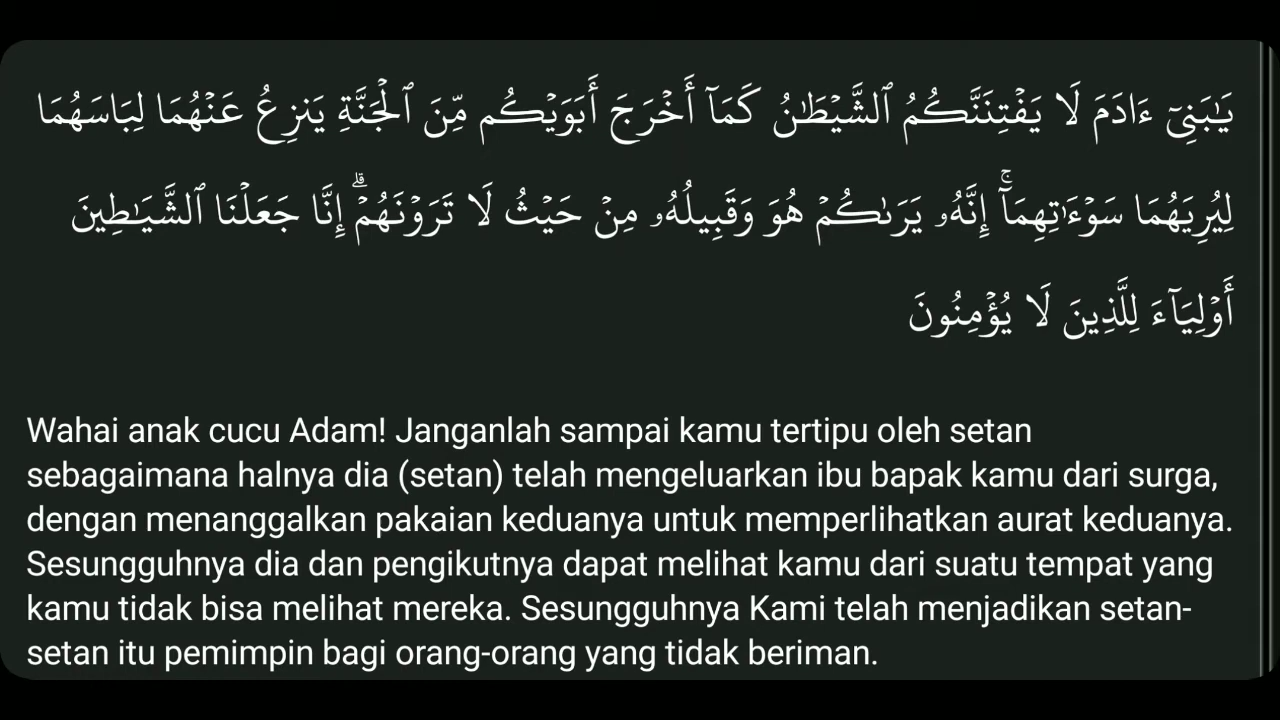 يَٰبَنِىٓ ءَادَمَ لَا يَفْتِنَنَّكُمُ ٱلشَّيْطَٰنُ كَمَآ أَخْرَجَ أَبَوَيْكُم مِّنَ ٱلْجَنَّةِ يَنزِعُ عَنْهُمَا لِبَاسَهُمَا
لِيُرِيَهُمَا سَوْءَٰتِهِمَآ ۚ إِنَّهُۥ يَرَىٰكُمْ هُوَ وَقَبِيلُهُۥ مِنْ حَيْثُ لَا تَرَوْنَهُمْ ۗ إِنَّا جَعَلْنَا ٱلشَّيَٰطِينَ
أَوْلِيَآءَ لِلَّذِينَ لَا يُؤْمِنُونَ
Wahai anak cucu Adam! Janganlah sampai kamu tertipu oleh setan
sebagaimana halnya dia (setan) telah mengeluarkan ibu bapak kamu dari surga,
dengan menanggalkan pakaian keduanya untuk memperlihatkan aurat keduanya.
Sesungguhnya dia dan pengikutnya dapat melihat kamu dari suatu tempat yang
kamu tidak bisa melihat mereka. Sesungguhnya Kami telah menjadikan setan-
setan itu pemimpin bagi orang-orang yang tidak beriman.